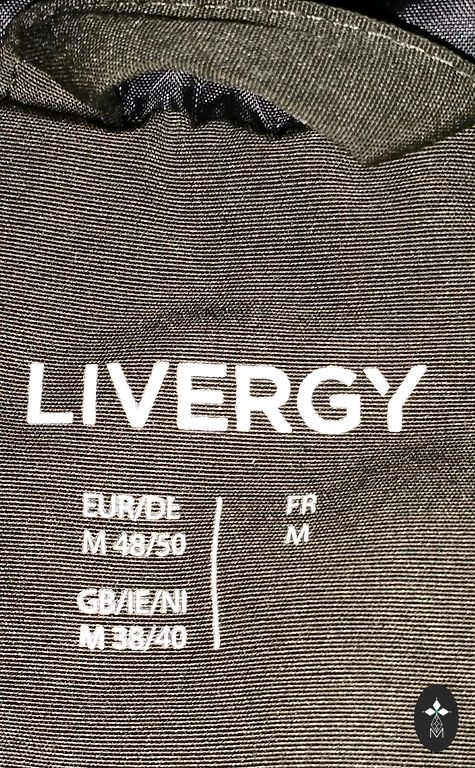 LIVERGY
EUR/DE
M 48/50
GB/IE/NI
M 38/40
FR
M
M